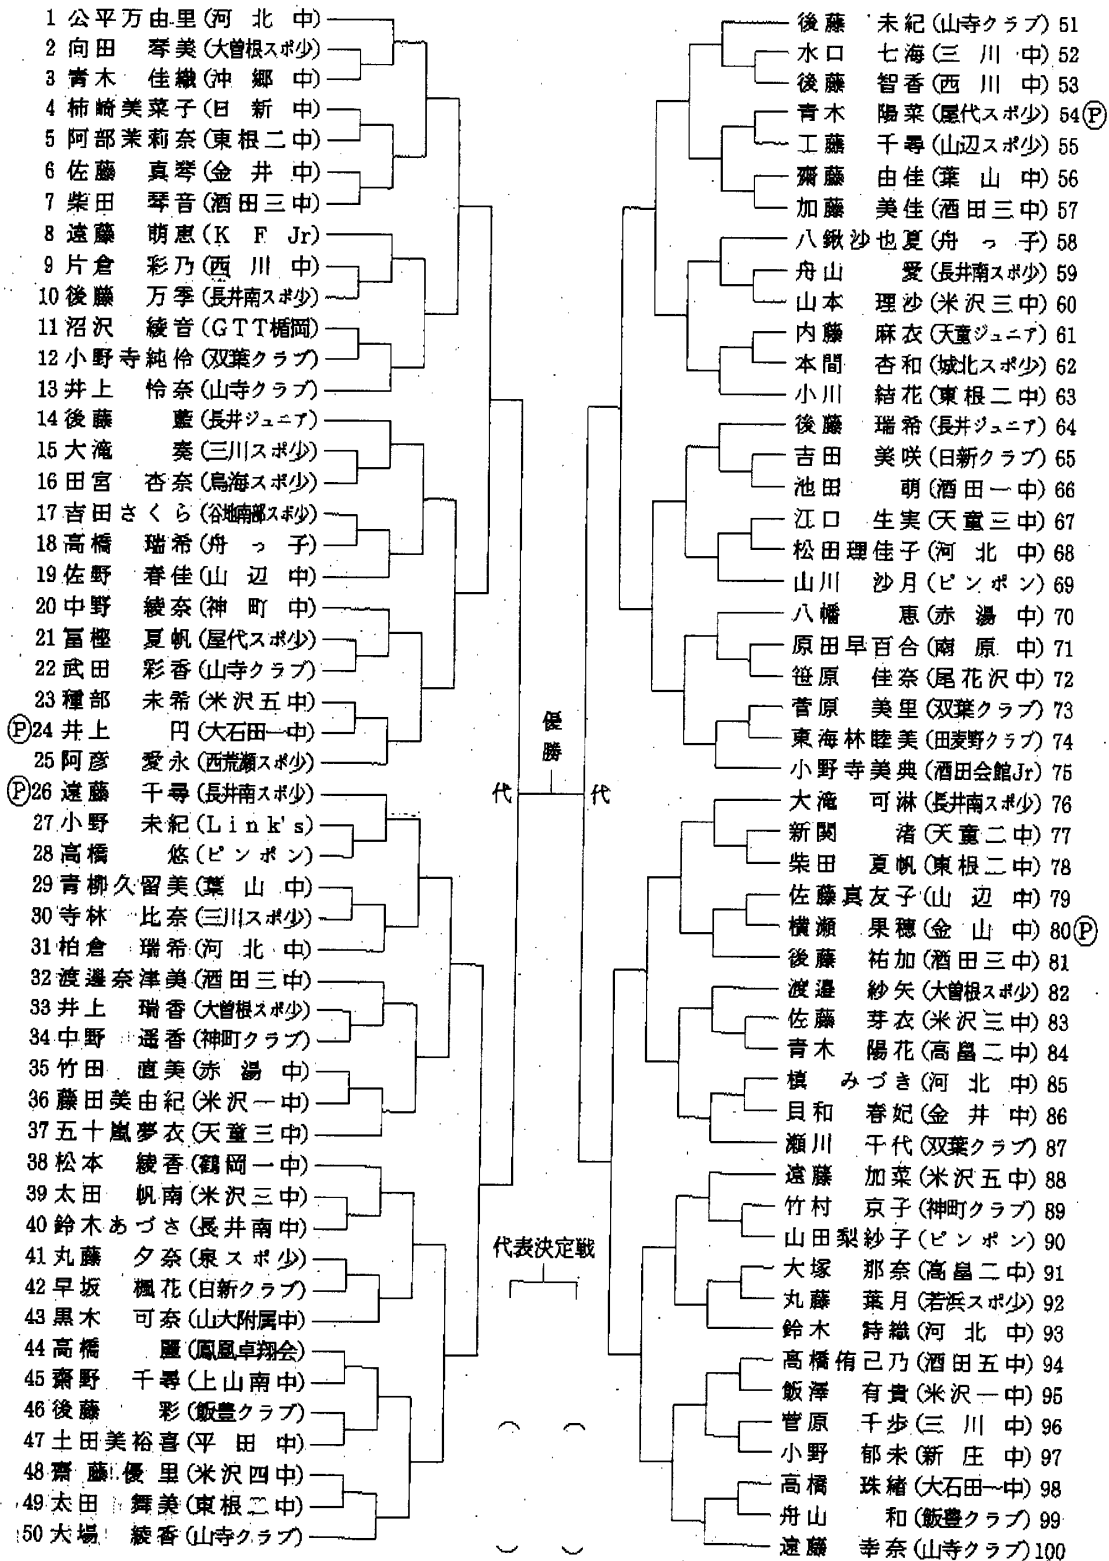 1 公平万由里(河北中)
2 向田琴美(大曽根スポ少)
3 青木佳織(沖郷中)
4 柿崎美菜子(日新中)
5 阿部茉莉奈(東根二中)
6 佐藤真琴(金井中)
7 柴田琴音(酒田三中)
8 遠藤萌恵(KFJr)
9 片倉彩乃(西川中)
10 後藤万季(長井南スポ少)
11 沼沢綾音(GTT楯岡)
12 小野寺純伶(双葉クラブ)
13 井上怜奈(山寺クラブ)
14 後藤藍(長井ジュニア)
15 大滝奏(三川スポ少)
16 田宮杏奈(鳥海スポ少)
17 吉田さくら(谷地南部スポ少)
18 高橋瑞希(舟っ子)
19 佐野春佳(山辺中)
20 中野綾奈(神町中)
21 冨樫夏帆(屋代スポ少)
22 武田彩香(山寺クラブ)
23 種部未希(米沢五中)
Ⓟ24 井上円(大石田一中)
25 阿彦愛永(西荒瀬スポ少)
Ⓟ26 遠藤千尋(長井南スポ少)
27 小野未紀(Link's)
28 高橋悠(ピンポン)
29 青柳久留美(葉山中)
30 寺林比奈(三川スポ少)
31 柏倉瑞希(河北中)
32 渡邊奈津美(酒田三中)
33 井上瑞香(大曽根スポ少)
34 中野遥香(神町クラブ)
35 竹田直美(赤湯中)
36 藤田美由紀(米沢一中)
37 五十嵐夢衣(天童三中)
38 松本綾香(鶴岡一中)
39 太田帆南(米沢三中)
40 鈴木あづさ(長井南中)
41 丸藤夕奈(泉スポ少)
42 早坂楓花(日新クラブ)
43 黒木可奈(山大附属中)
44 高橋麗(鳳凰卓翔会)
45 齋野千尋(上山南中)
46 後藤彩(飯豊クラブ)
47 土田美裕喜(平田中)
48 齋藤優里(米沢四中)
49 太田舞美(東根二中)
50 大場綾香(山寺クラブ)
優勝
代
代
代表決定戦
後藤未紀(山寺クラブ) 51
水口七海(三川中) 52
後藤智香(西川中) 53
青木陽菜(屋代スポ少) 54Ⓟ
工藤千尋(山辺スポ少) 55
齋藤由佳(葉山中) 56
加藤美佳(酒田三中) 57
八鍬沙也夏(舟っ子) 58
舟山愛(長井南スポ少) 59
山本理沙(米沢三中) 60
内藤麻衣(天童ジュニア) 61
本間杏和(城北スポ少) 62
小川結花(東根二中) 63
後藤瑞希(長井ジュニア) 64
吉田美咲(日新クラブ) 65
池田萌(酒田一中) 66
江口生実(天童三中) 67
松田理佳子(河北中) 68
山川沙月(ピンポン) 69
八幡恵(赤湯中) 70
原田早百合(南原中) 71
笹原佳奈(尾花沢中) 72
菅原美里(双葉クラブ) 73
東海林睦美(田麦野クラブ) 74
小野寺美典(酒田会館Jr) 75
大滝可淋(長井南スポ少) 76
新関渚(天童二中) 77
柴田夏帆(東根二中) 78
佐藤真友子(山辺中) 79
横瀬果穂(金山中) 80Ⓟ
後藤祐加(酒田三中) 81
渡邉紗矢(大曽根スポ少) 82
佐藤芽衣(米沢三中) 83
青木陽花(高畠二中) 84
槙みづき(河北中) 85
貝和春妃(金井中) 86
瀬川千代(双葉クラブ) 87
遠藤加菜(米沢五中) 88
竹村京子(神町クラブ) 89
山田梨紗子(ピンポン) 90
大塚那奈(高畠二中) 91
丸藤葉月(若浜スポ少) 92
鈴木詩織(河北中) 93
高橋侑己乃(酒田五中) 94
飯澤有貴(米沢一中) 95
菅原千歩(三川中) 96
小野郁未(新庄中) 97
高橋珠緒(大石田一中) 98
舟山和(飯豊クラブ) 99
遠藤幸奈(山寺クラブ) 100